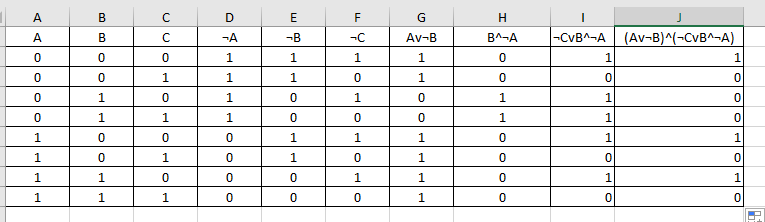 A B C D E F G H I J
A B C ¬A ¬B ¬C Av¬B B^¬A ¬CvB^¬A (Av¬B)^(¬CvB^¬A)
0 0 0 1 1 1 1 0 1 1
0 0 1 1 1 0 1 0 0 0
0 1 0 1 0 1 0 1 1 0
0 1 1 1 0 0 0 1 1 0
1 0 0 0 1 1 1 0 1 1
1 0 1 0 1 0 1 0 0 0
1 1 0 0 0 1 1 0 1 1
1 1 1 0 0 0 1 0 0 0